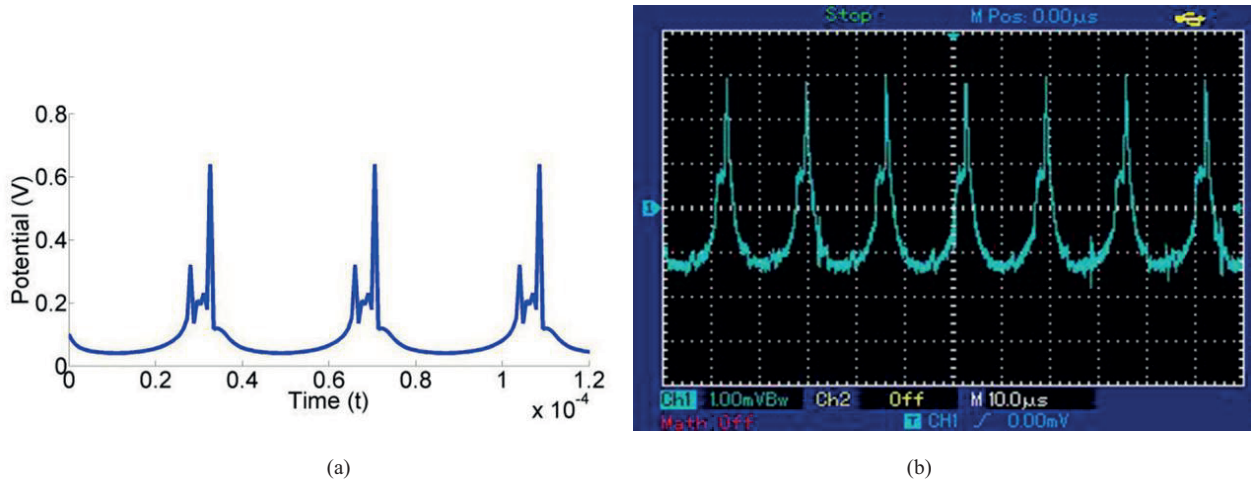 0.8
0.6
0.4
0.2
0
Potential (V)
0 0.2 0.4 0.6 0.8 1 1.2
Time (t)
x 10-4
(a)
Stop M Pos: 0.00μs
1
Ch1 1.00mVBw Ch2 Off M 10.0μs
Math Off T CH1 0.00mV
(b)